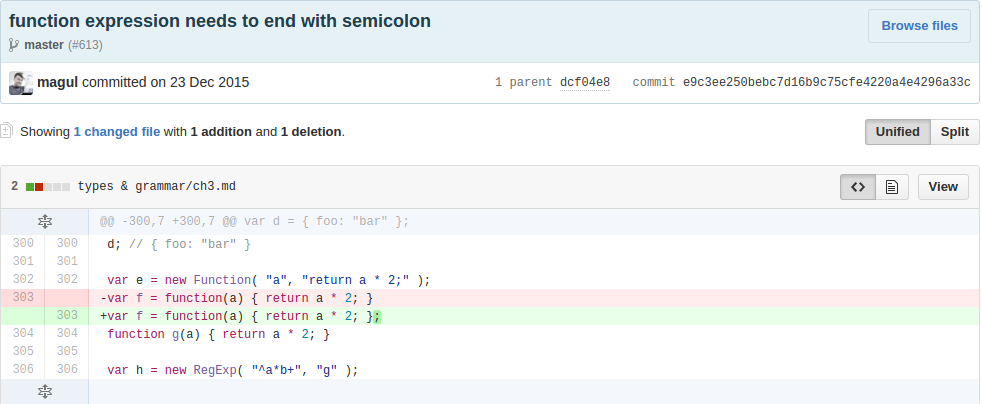 function expression needs to end with semicolon
Browse files
master (#613)
magul committed on 23 Dec 2015
1 parent dcf04e8 commit e9c3ee250bebc7d16b9c75cfe4220a4e4296a33c
Showing 1 changed file with 1 addition and 1 deletion.
Unified Split
2 types & grammar/ch3.md
<> View
@@ -300,7 +300,7 @@ var d = { foo: "bar" };
300 300 d; // { foo: "bar" }
301 301
302 302 var e = new Function( "a", "return a * 2;" );
303 -var f = function(a) { return a * 2; }
303 +var f = function(a) { return a * 2; };
304 304 function g(a) { return a * 2; }
305 305
306 306 var h = new RegExp( "^a*b+", "g" );